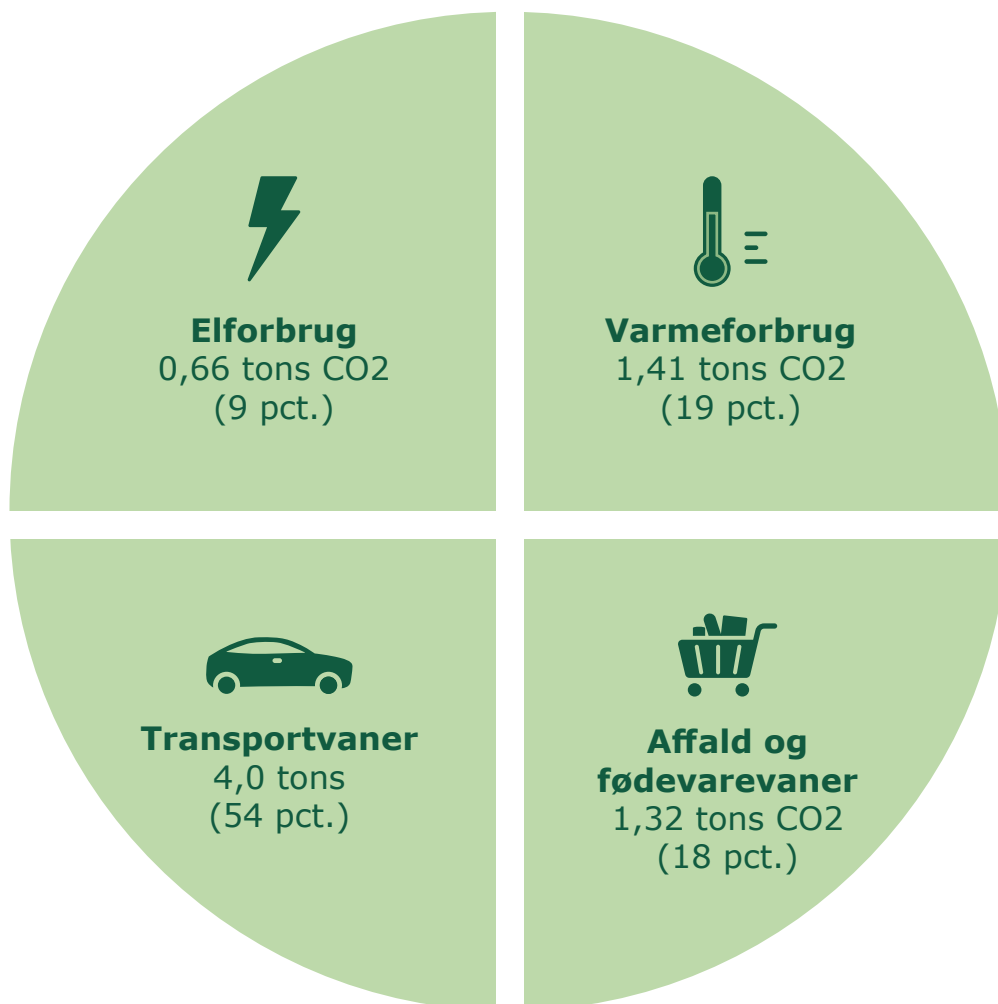 Elforbrug
0,66 tons CO2
(9 pct.)
Varmeforbrug
1,41 tons CO2
(19 pct.)
Transportvaner
4,0 tons
(54 pct.)
Affald og
fødevarevaner
1,32 tons CO2
(18 pct.)